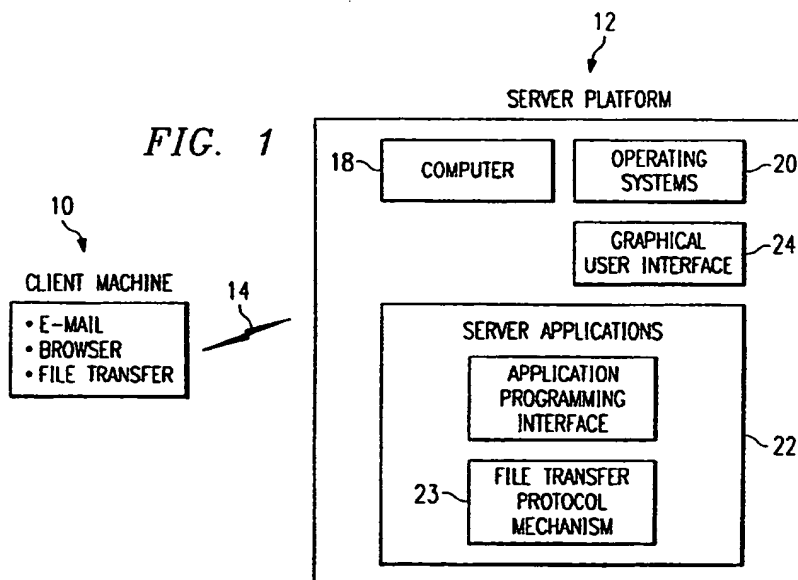 12
SERVER PLATFORM
FIG. 1
18
COMPUTER
OPERATING
SYSTEMS
20
10
GRAPHICAL
USER INTERFACE
24
CLIENT MACHINE
14
• E-MAIL
• BROWSER
• FILE TRANSFER
SERVER APPLICATIONS
APPLICATION
PROGRAMMING
INTERFACE
22
23
FILE TRANSFER
PROTOCOL
MECHANISM